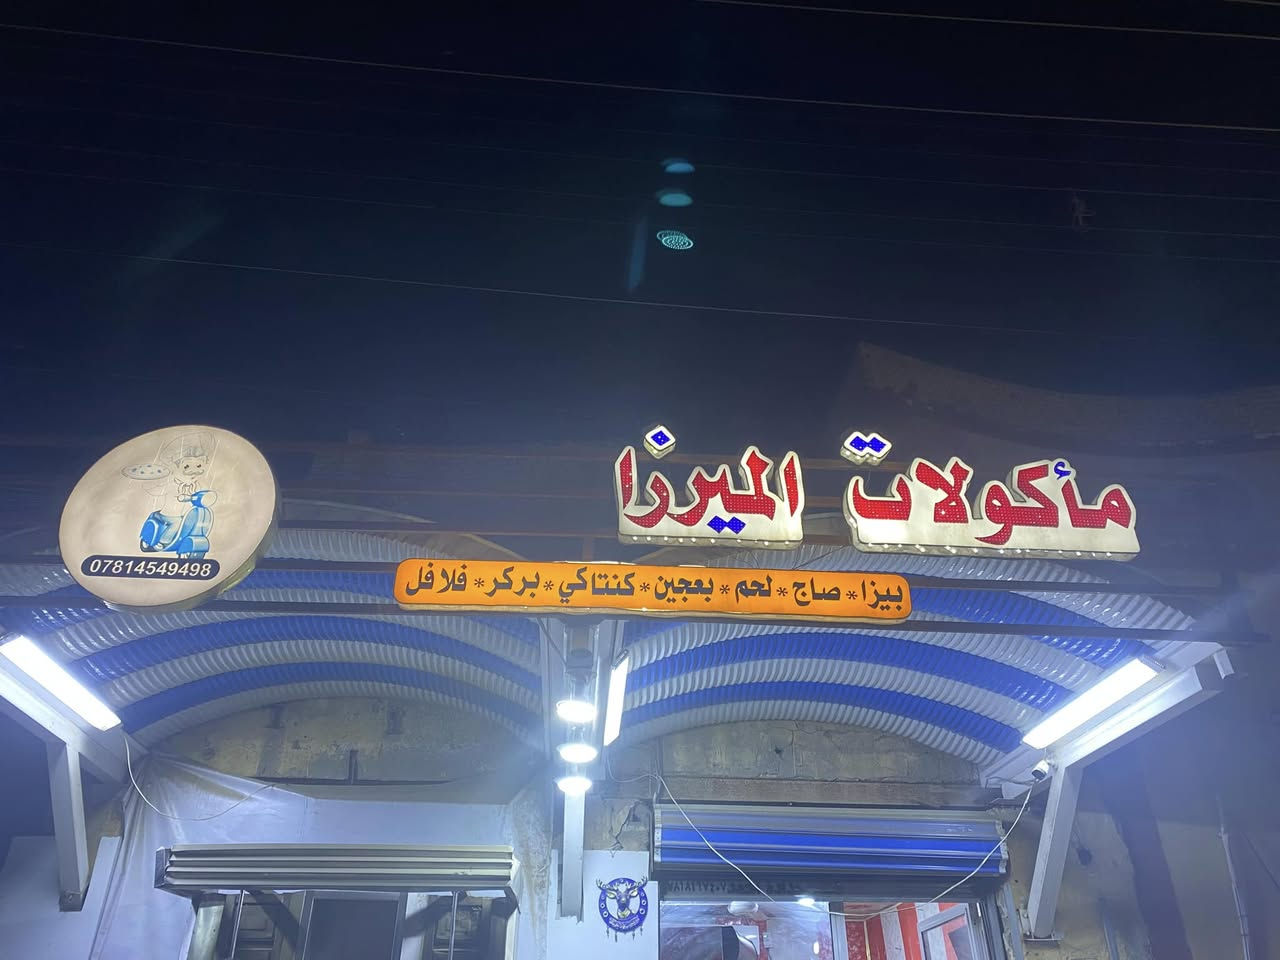 مأكولات الميرزا
بيزا * صاج * لحم * بعجين * كنتاكي * بركر * فلافل
07814549498